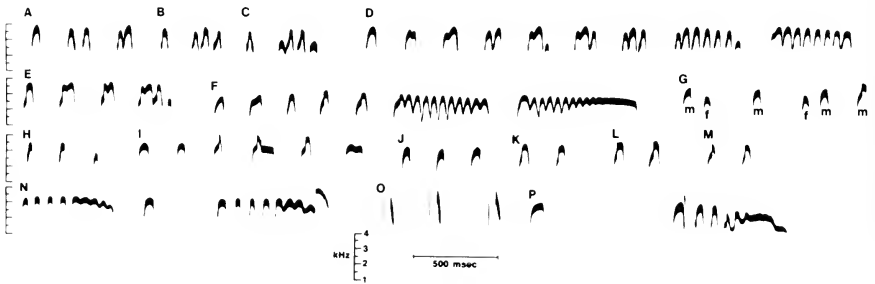 A B C D
E F G
m f m f m m
H I J K L M
N O P
4
kHz 3
2
1
500 msec